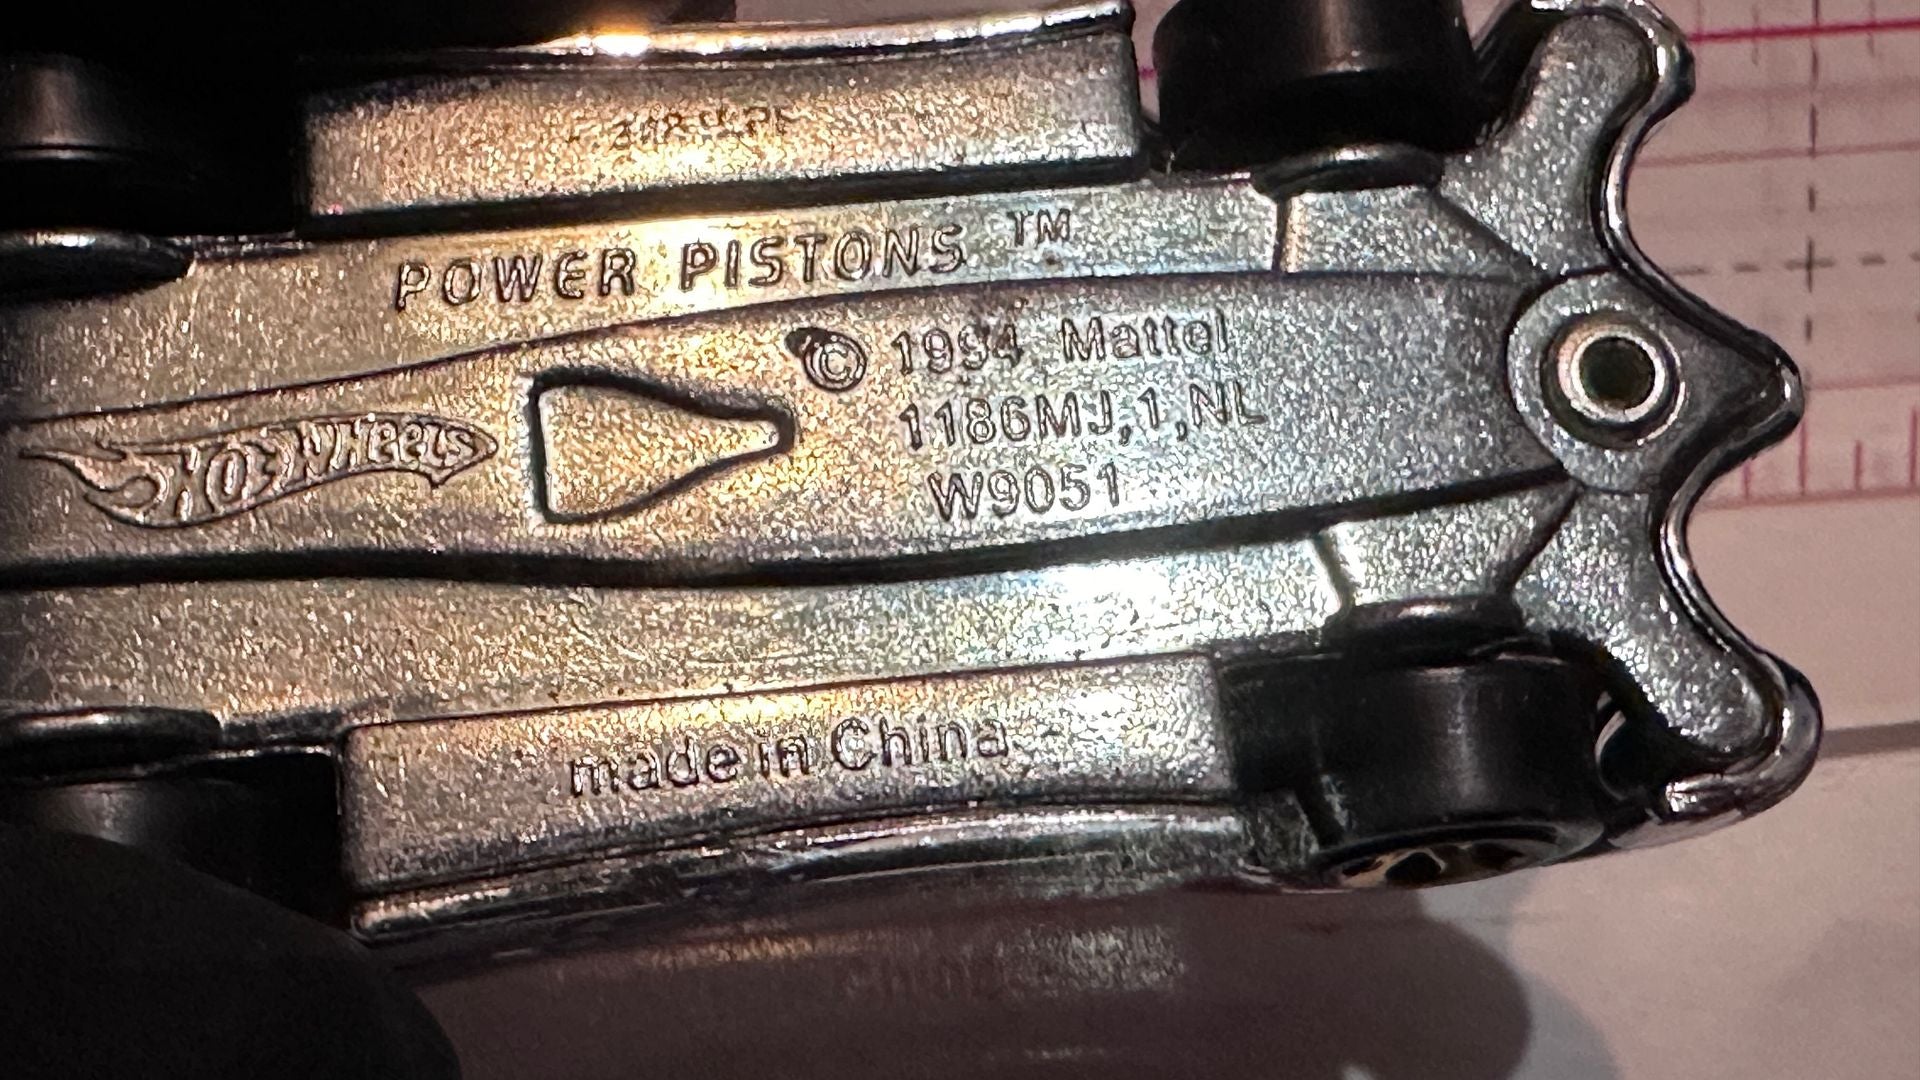 POWER PISTONS ™
HOT WHEELS
© 1994 Mattel
1186MJ,1,NL
W9051
made in China